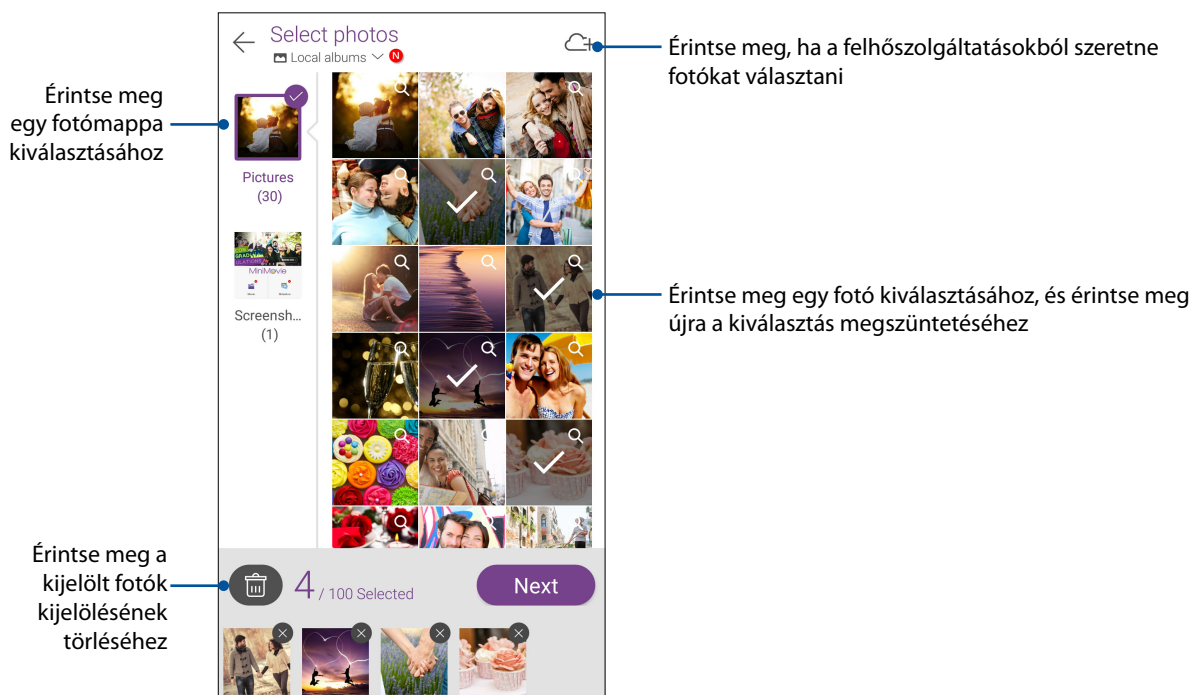 Select photos
Local albums N
Érintse meg, ha a felhőszolgáltatásokból szeretne
fotókat választani
Érintse meg
egy fotómappa
kiválasztásához
Pictures
(30)
MiniMovie
Screensh...
(1)
Érintse meg egy fotó kiválasztásához, és érintse meg
újra a kiválasztás megszüntetéséhez
Érintse meg a
kijelölt fotók
kijelölésének
törléséhez
4 / 100 Selected
Next